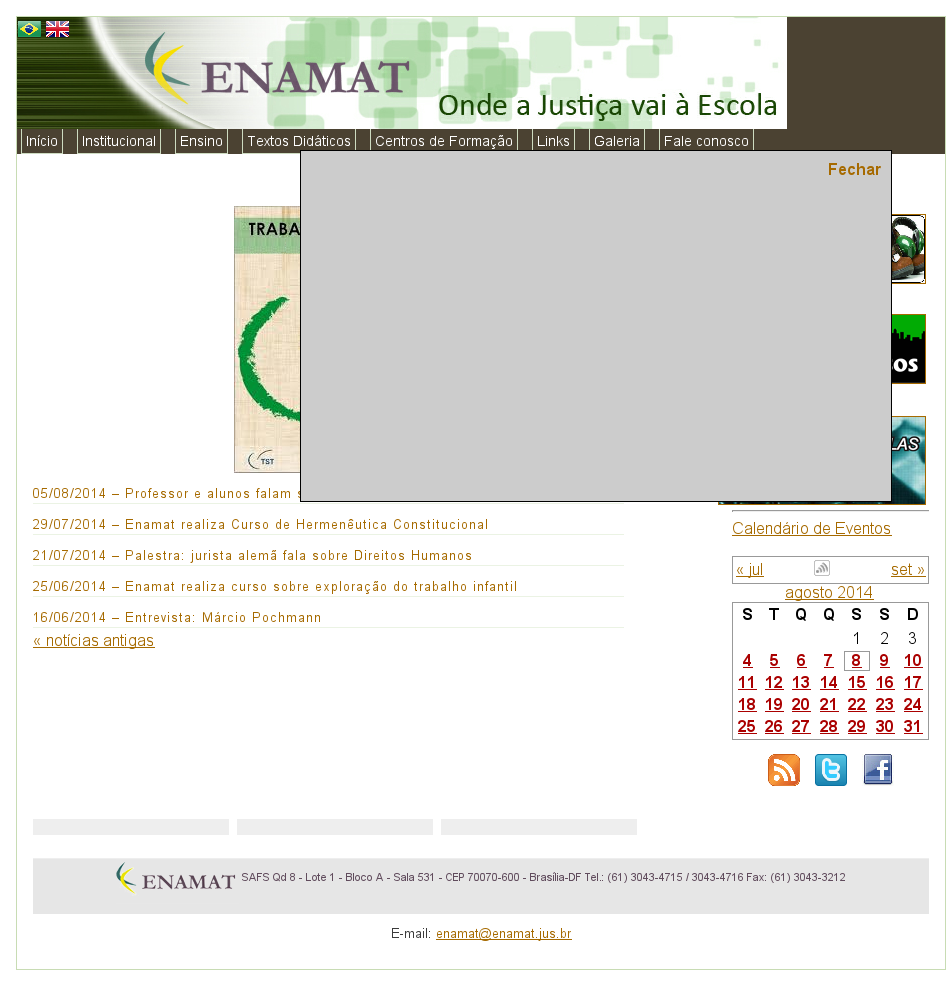 ENAMAT
Onde a Justiça vai à Escola
Início Institucional Ensino Textos Didáticos Centros de Formação Links Galeria Fale conosco
Fechar
TST
05/08/2014 – Professor e alunos falam
29/07/2014 – Enamat realiza Curso de Hermenêutica Constitucional
21/07/2014 – Palestra: jurista alemã fala sobre Direitos Humanos
25/06/2014 – Enamat realiza curso sobre exploração do trabalho infantil
16/06/2014 – Entrevista: Márcio Pochmann
« notícias antigas
Calendário de Eventos
« jul set »
agosto 2014
S T Q Q S S D
1 2 3
4 5 6 7 8 9 10
11 12 13 14 15 16 17
18 19 20 21 22 23 24
25 26 27 28 29 30 31
ENAMAT SAFS Qd 8 - Lote 1 - Bloco A - Sala 531 - CEP 70070-600 - Brasília-DF Tel.: (61) 3043-4715 / 3043-4716 Fax: (61) 3043-3212
E-mail: enamat@enamat.jus.br